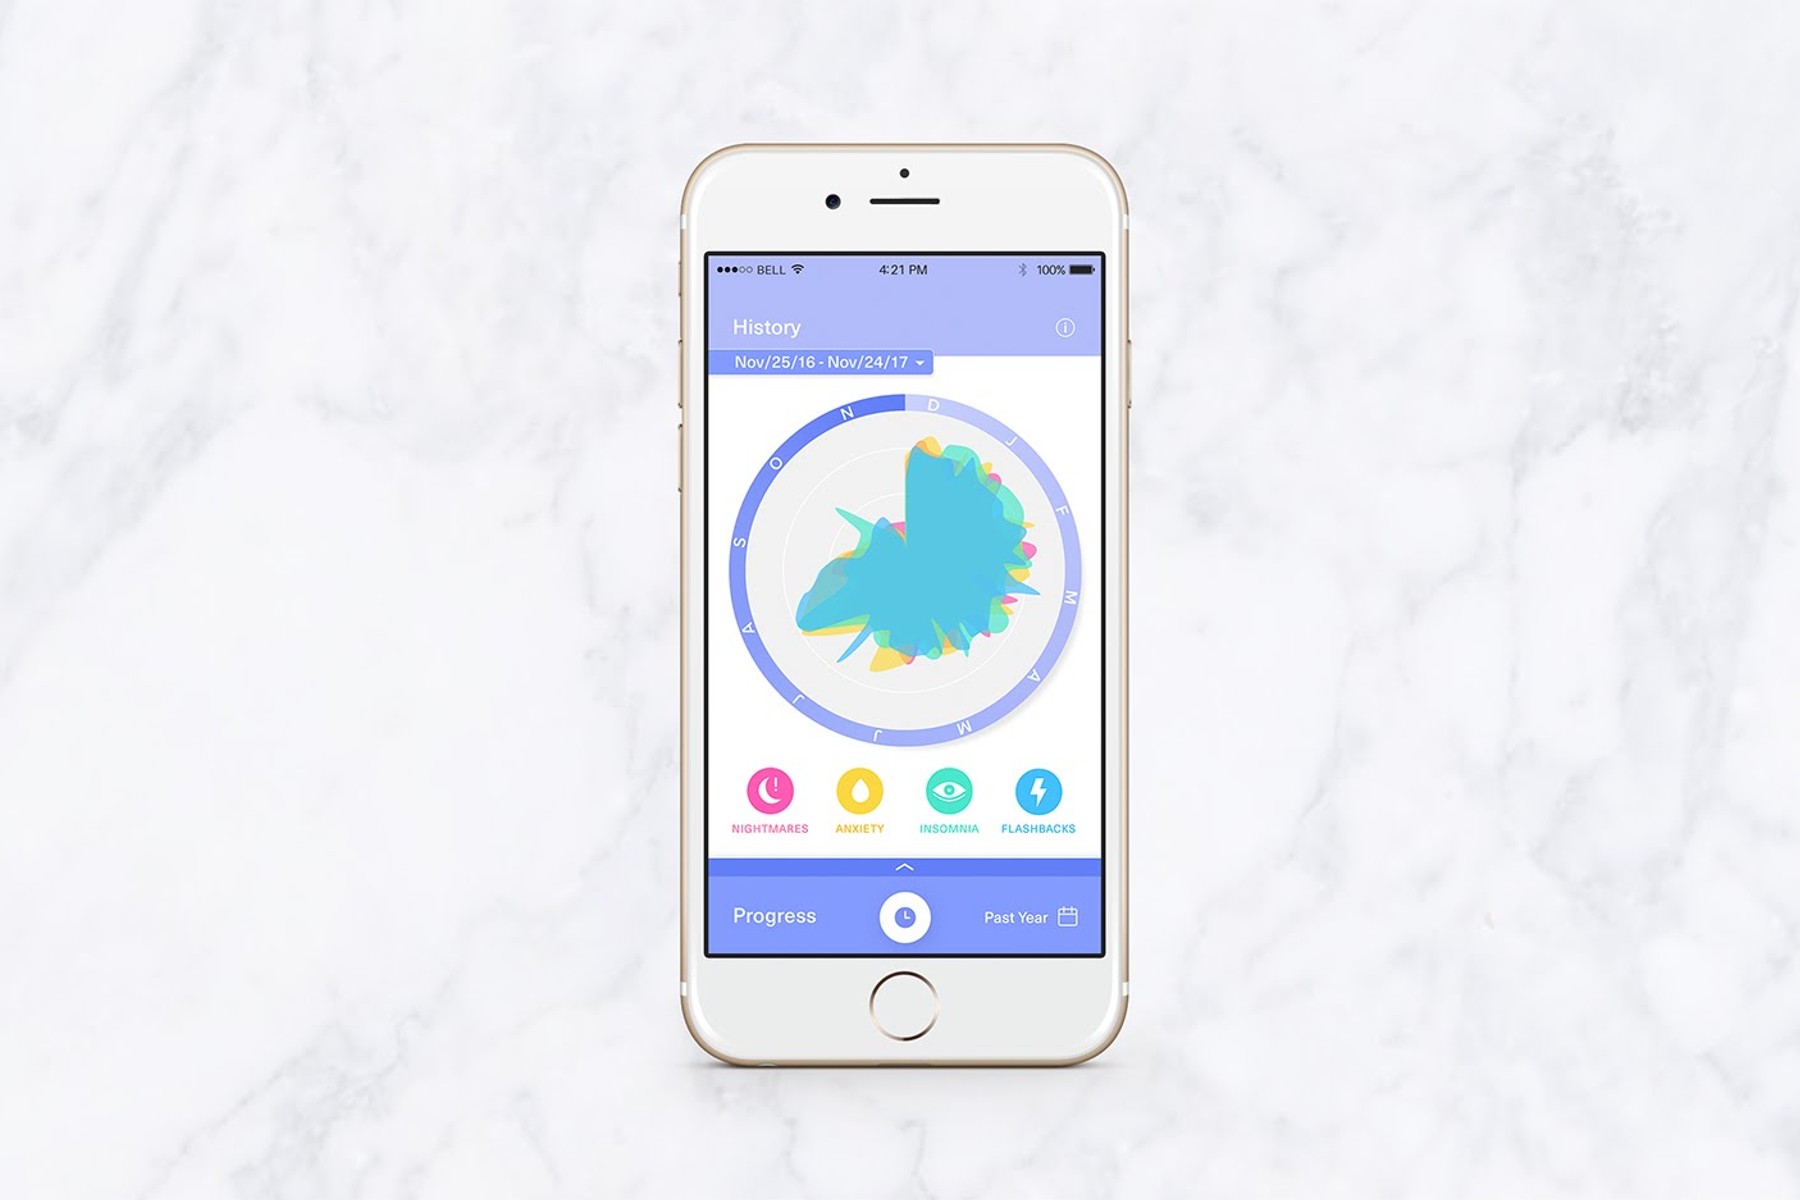 BELL 4:21 PM 100%
History
Nov/25/16 - Nov/24/17
N D
O J
S F
A M
J A
J M
NIGHTMARES ANXIETY INSOMNIA FLASHBACKS
Progress Past Year